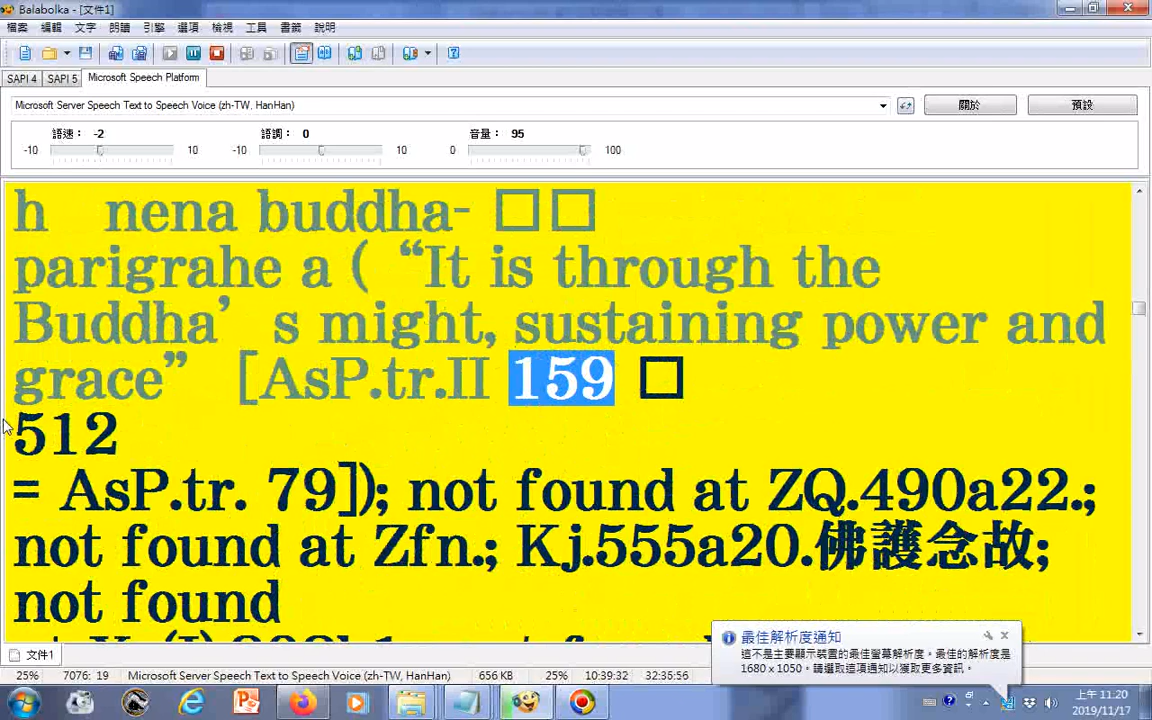 Balabolka - [文件1]
檔案 編輯 文字 朗讀 引擎 選項 檢視 工具 書籤 說明
SAPI 4 SAPI 5 Microsoft Speech Platform
Microsoft Server Speech Text to Speech Voice (zh-TW, HanHan) 關於 預設
語速: -2 語調: 0 音量: 95
-10 10 -10 10 0 100
h nena buddha- □□
parigrahe a ( “It is through the
Buddha’ s might, sustaining power and
grace” [AsP.tr.II 159 □
512
= AsP.tr. 79]); not found at ZQ.490a22.;
not found at Zfn.; Kj.555a20.佛護念故;
not found
最佳解析度通知
這不是主要顯示裝置的最佳螢幕解析度。最佳的解析度是
1680 x 1050。請選取這項通知以獲取更多資訊。
文件1
25% 7076: 19 Microsoft Server Speech Text to Speech Voice (zh-TW, HanHan) 656 KB 25% 10:39:32 32:35:56
上午 11:20
2019/11/17